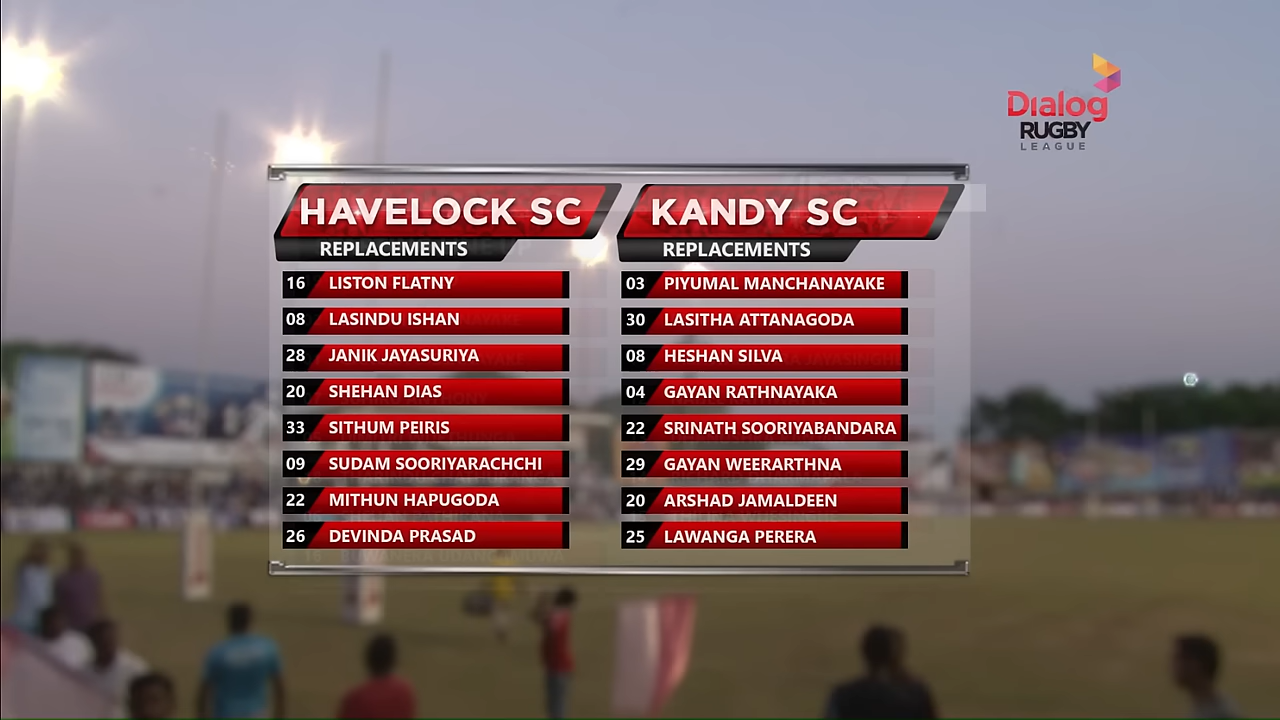 Dialog
RUGBY
LEAGUE
HAVELOCK SC
REPLACEMENTS
16 LISTON FLATNY
08 LASINDU ISHAN
28 JANIK JAYASURIYA
20 SHEHAN DIAS
33 SITHUM PEIRIS
09 SUDAM SOORIYARACHCHI
22 MITHUN HAPUGODA
26 DEVINDA PRASAD
KANDY SC
REPLACEMENTS
03 PIYUMAL MANCHANAYAKE
30 LASITHA ATTANAGODA
08 HESHAN SILVA
04 GAYAN RATHNAYAKA
22 SRINATH SOORIYABANDARA
29 GAYAN WEERARTHNA
20 ARSHAD JAMALDEEN
25 LAWANGA PERERA